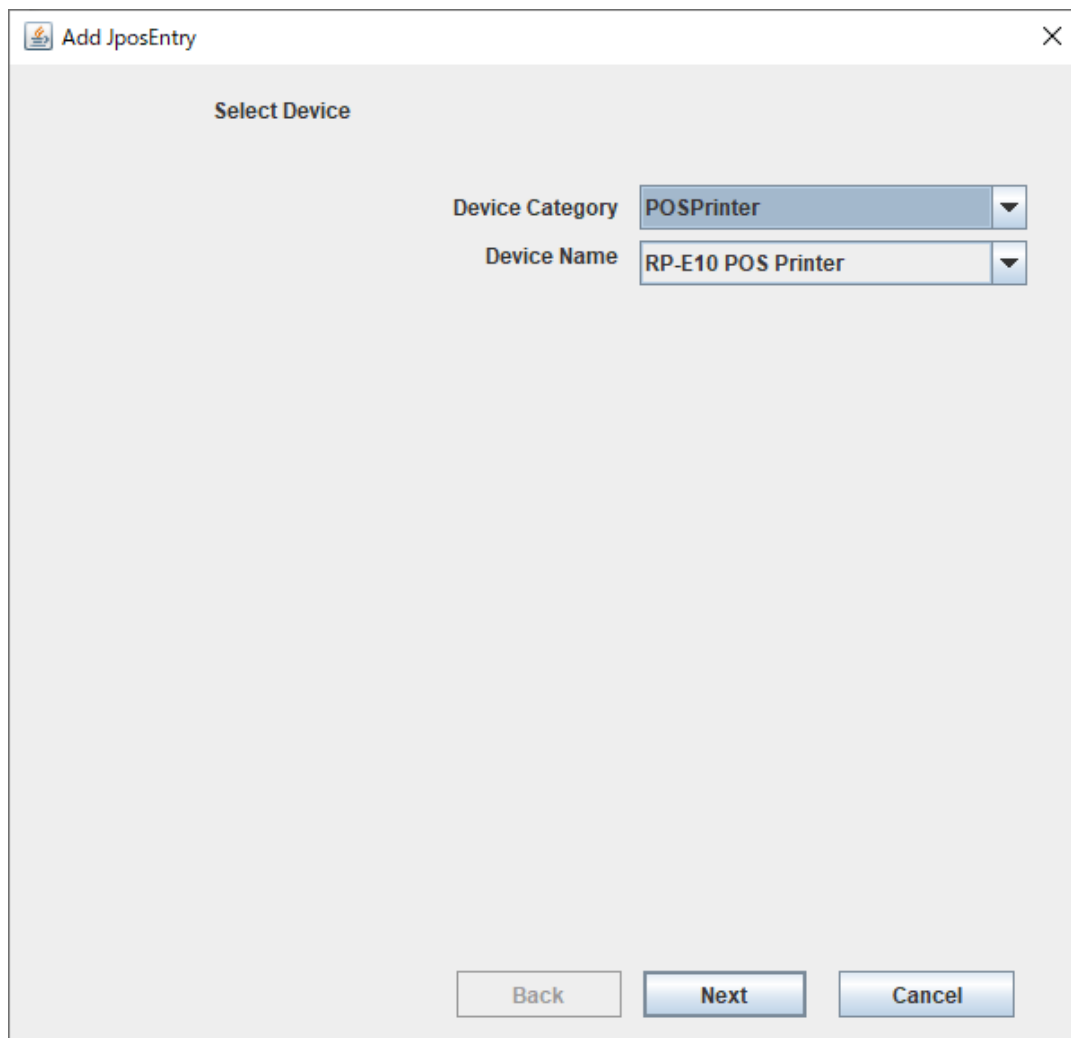 Add JposEntry
Select Device
Device Category POSPrinter
Device Name RP-E10 POS Printer
Back Next Cancel